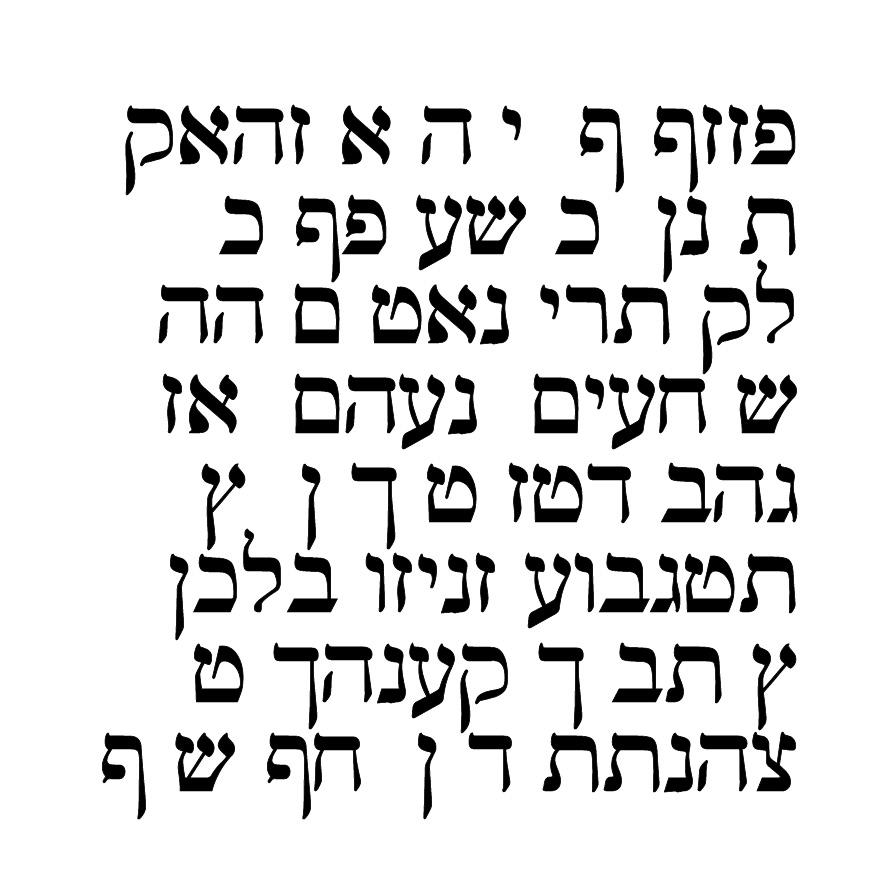 פזוף ף י ה א זהאק
ת נן כ שע פף כ
לק תרי נאט ם הה
ש חעים נעהם אז
גהב דטז ט ך ן ץ
תטגבוע זניזו בלכן
ץ תב ך קענהך ט
צהנתת ד ן חף ש ף